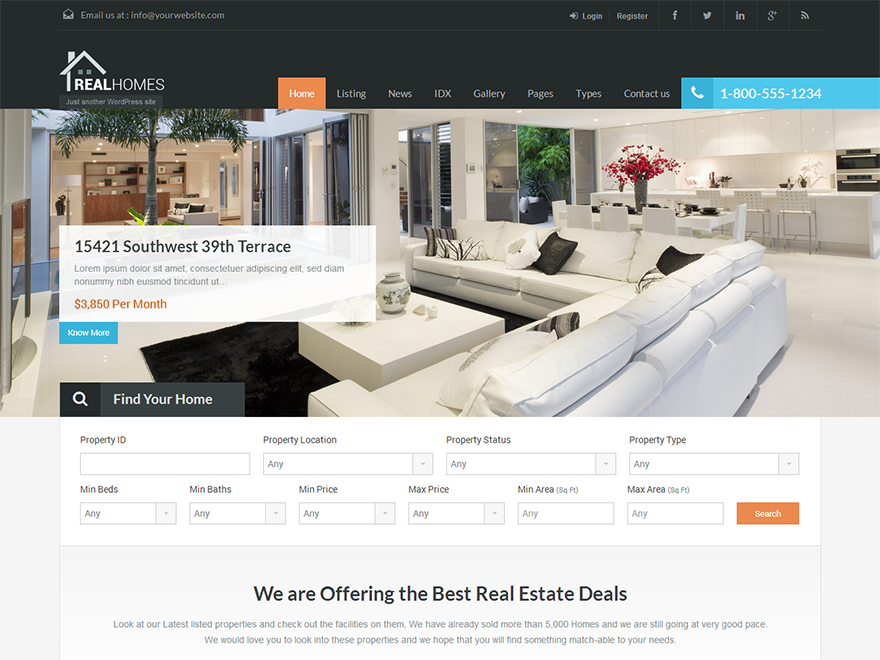 Email us at : info@yourwebsite.com
Login Register
REALHOMES
Just another WordPress site
Home Listing News IDX Gallery Pages Types Contact us 1-800-555-1234
15421 Southwest 39th Terrace
Lorem ipsum dolor sit amet, consectetuer adipiscing elit, sed diam
nonummy nibh euismod tincidunt ut...
$3,850 Per Month
Know More
Find Your Home
Property ID Property Location Property Status Property Type
Any Any Any
Min Beds Min Baths Min Price Max Price Min Area (Sq Ft) Max Area (Sq Ft)
Any Any Any Any Any Any Search
We are Offering the Best Real Estate Deals
Look at our Latest listed properties and check out the facilities on them, We have already sold more than 5,000 Homes and we are still going at very good pace.
We would love you to look into these properties and we hope that you will find something match-able to your needs.